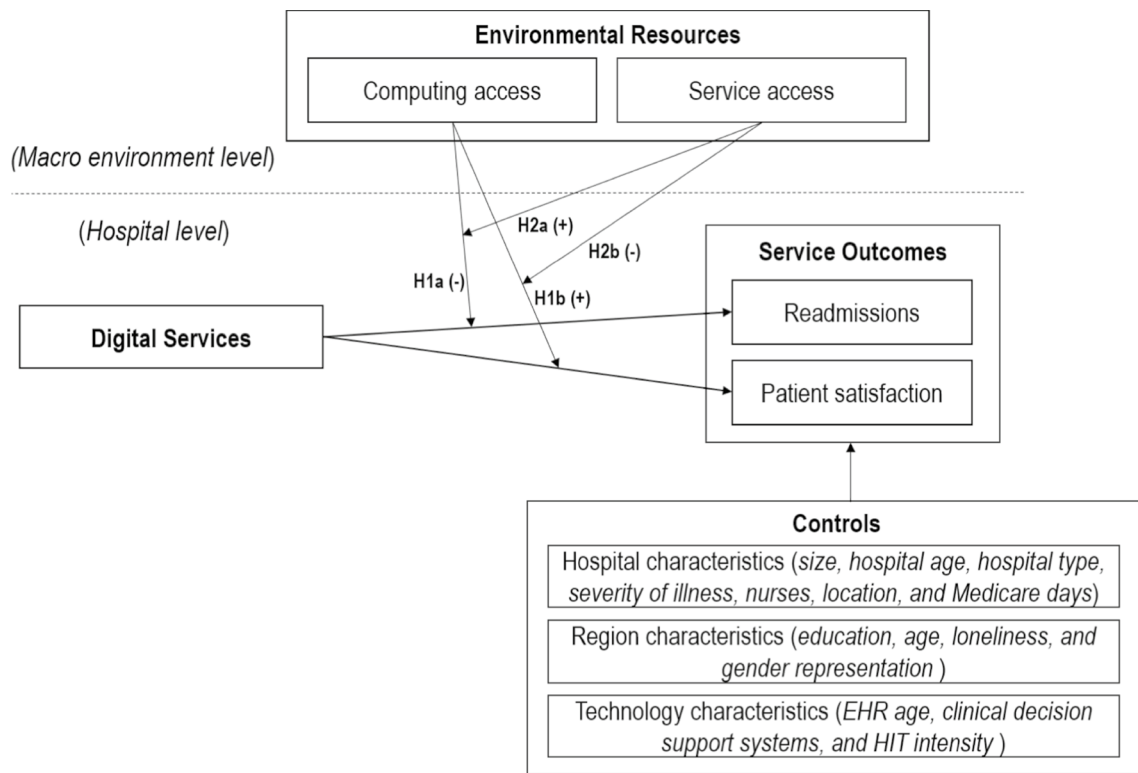 Environmental Resources
Computing access
Service access
(Macro environment level)
(Hospital level)
H2a (+)
H2b (-)
H1a (-)
H1b (+)
Service Outcomes
Readmissions
Digital Services
Patient satisfaction
Controls
Hospital characteristics (size, hospital age, hospital type,
severity of illness, nurses, location, and Medicare days)
Region characteristics (education, age, loneliness, and
gender representation )
Technology characteristics (EHR age, clinical decision
support systems, and HIT intensity )